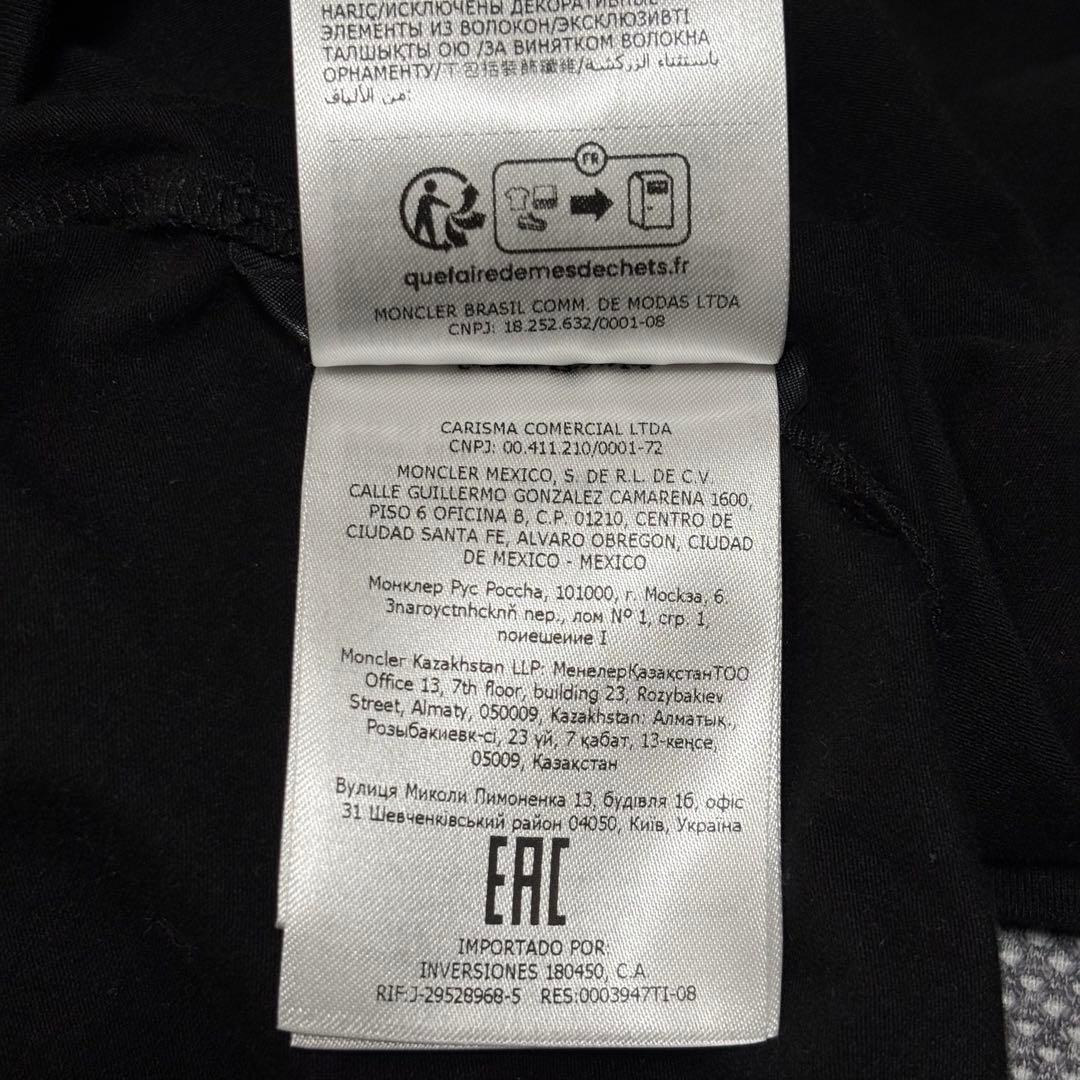 HARIÇ/ИСКЛЮЧЕНЫ ДЕКОРАТИВНЫЕ
ЭЛЕМЕНТЫ ИЗ ВОЛОКОН/ЭКСКЛЮЗИВТІ
ТАЛШЫҚТЫ ОЮ /ЗА ВИНЯТКОМ ВОЛОКНА
ОРНАМЕНТУ/不包括装飾纖維/باستثناء الزركشة
من الألياف:
FR
quefairedemesdechets.fr
MONCLER BRASIL COMM. DE MODAS LTDA
CNPJ: 18.252.632/0001-08
CARISMA COMERCIAL LTDA
CNPJ: 00.411.210/0001-72
MONCLER MEXICO, S. DE R.L. DE C.V.
CALLE GUILLERMO GONZALEZ CAMARENA 1600,
PISO 6 OFICINA B, C.P. 01210, CENTRO DE
CIUDAD SANTA FE, ALVARO OBREGON, CIUDAD
DE MEXICO - MEXICO
Монклер Рус Росcha, 101000, г. Москза, 6.
Зnагоусtnhcknň пер., лом № 1, сгр. 1,
поиешеиие I
Moncler Kazakhstan LLP: МенелерҚазақстанТОО
Office 13, 7th floor, building 23, Rozybakiev
Street, Almaty, 050009, Kazakhstan: Алматық.,
Розыбакиевк-сі, 23 үй, 7 қабат, 13-кеңсе,
05009, Қазақстан
Вулиця Миколи Пимоненка 13, будівля 1б, офіс
31 Шевченківський район 04050, Київ, Україна
EAC
IMPORTADO POR:
INVERSIONES 180450, C.A
RIF:J-29528968-5 RES:0003947TI-08